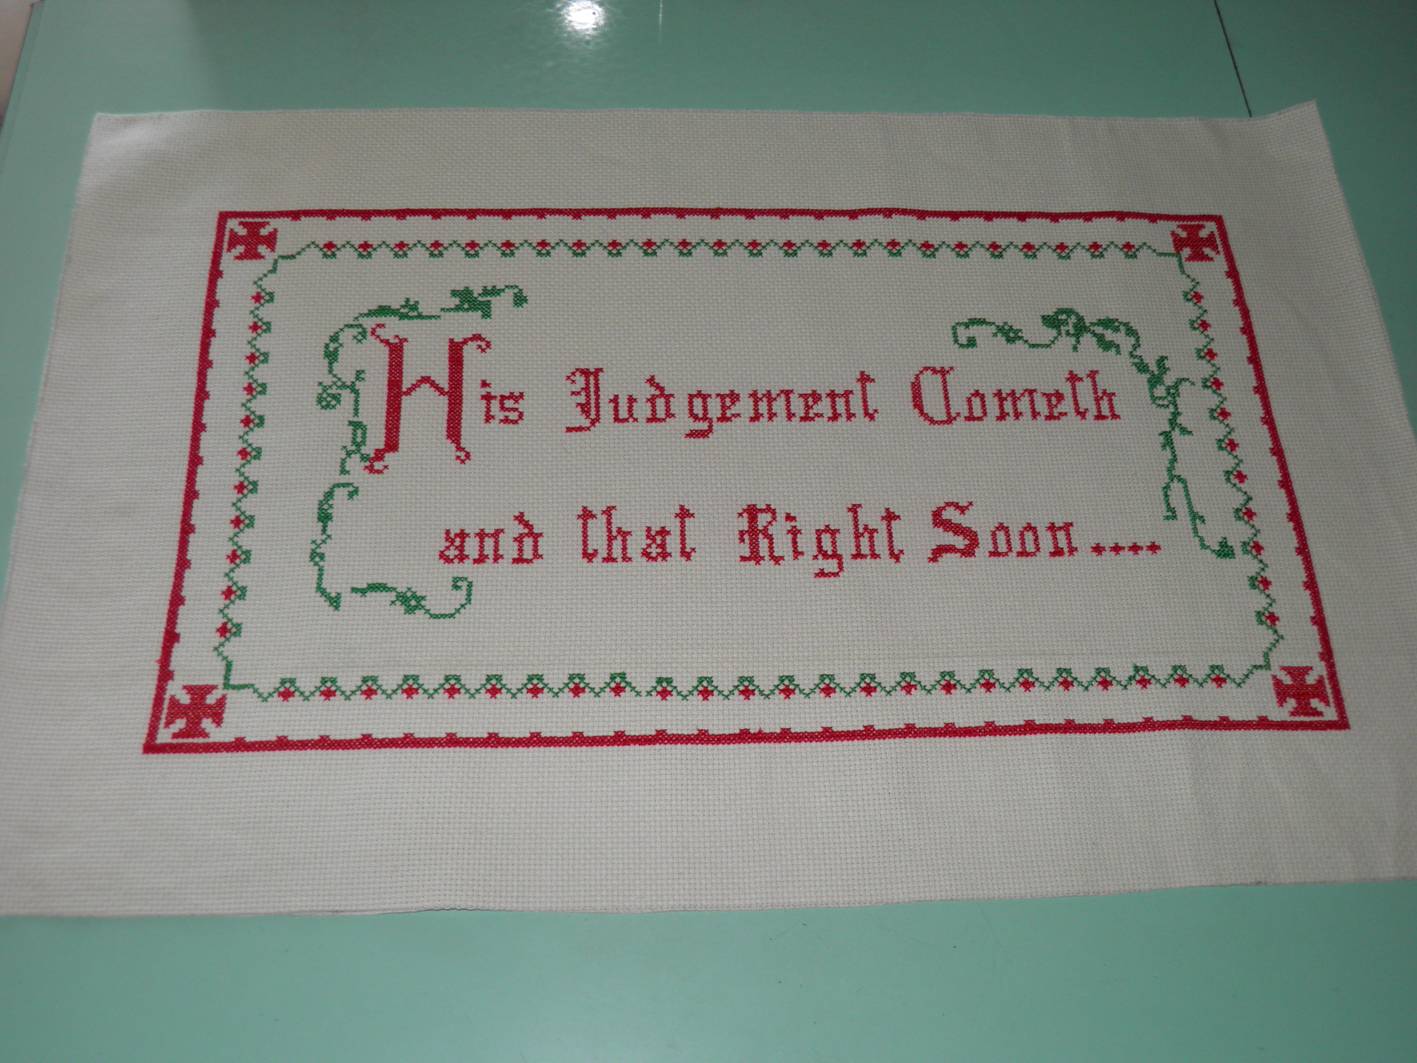 His Judgement Cometh
and that Right Soon....